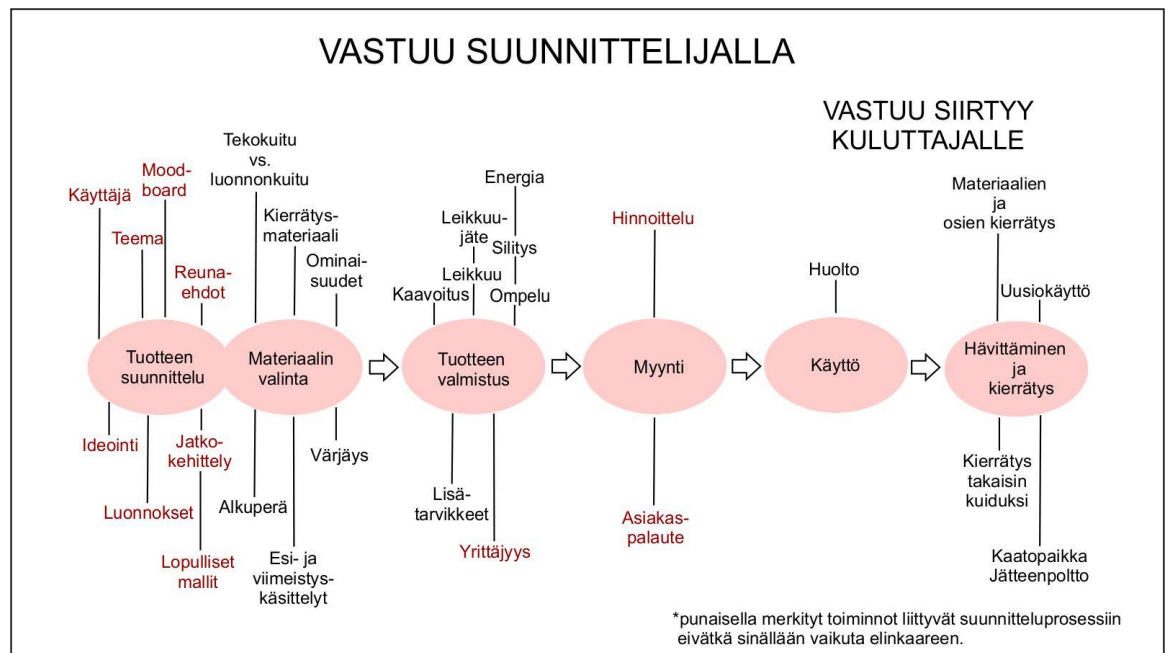 VASTUU SUUNNITTELIJALLA
VASTUU SIIRTYY
KULUTTAJALLE
Käyttäjä
Mood-
board
Teema
Reuna-
ehdot
Tuotteen
suunnittelu
Ideointi
Luonnokset
Jatko-
kehittely
Lopulliset
mallit
Tekokuitu
vs.
luonnonkuitu
Kierrätys-
materiaali
Ominai-
suudet
Materiaalin
valinta
Alkuperä
Esi- ja
viimeistys-
käsittelyt
Värjäys
Kaavoitus
Leikkuu-
jäte
Leikkuu
Energia
Silitys
Ompelu
Tuotteen
valmistus
Lisä-
tarvikkeet
Yrittäjyys
Hinnoittelu
Myynti
Asiakas-
palaute
Huolto
Käyttö
Materiaalien
ja
osien kierrätys
Uusiokäyttö
Hävittäminen
ja
kierrätys
Kierrätys
takaisin
kuiduksi
Kaatopaikka
Jätteenpoltto
*punaisella merkityt toiminnot liittyvät suunnitteluprosessiin
eivätkä sinällään vaikuta elinkaareen.